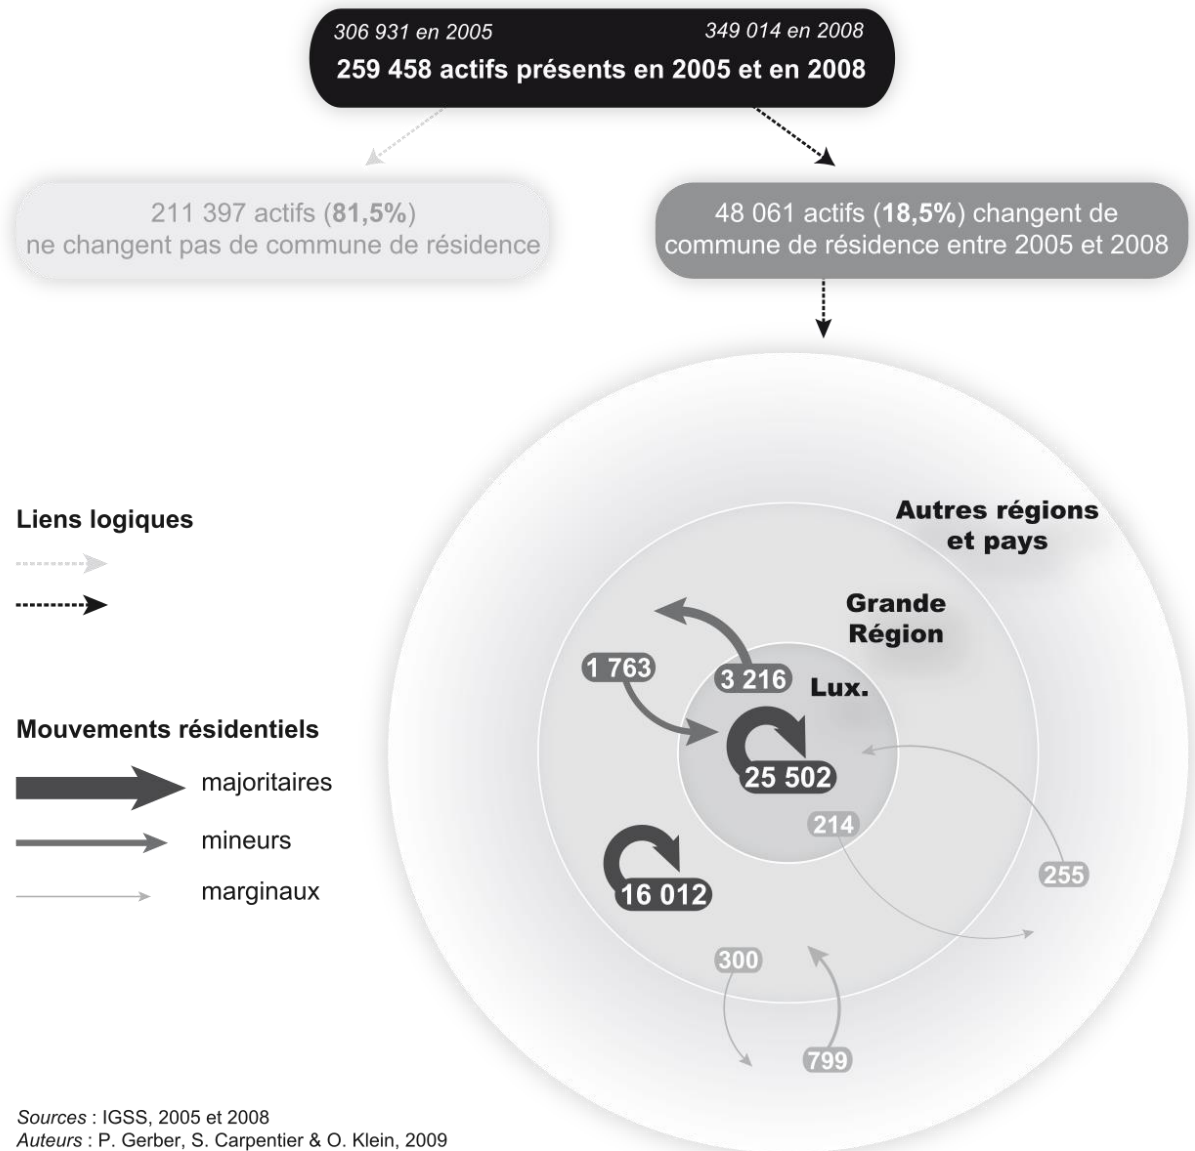 306 931 en 2005
349 014 en 2008
259 458 actifs présents en 2005 et en 2008
211 397 actifs (81,5%)
ne changent pas de commune de résidence
48 061 actifs (18,5%) changent de
commune de résidence entre 2005 et 2008
Autres régions
et pays
Grande
Région
Lux.
1 763
3 216
25 502
214
255
16 012
300
799
Liens logiques
Mouvements résidentiels
majoritaires
mineurs
marginaux
Sources : IGSS, 2005 et 2008
Auteurs : P. Gerber, S. Carpentier & O. Klein, 2009